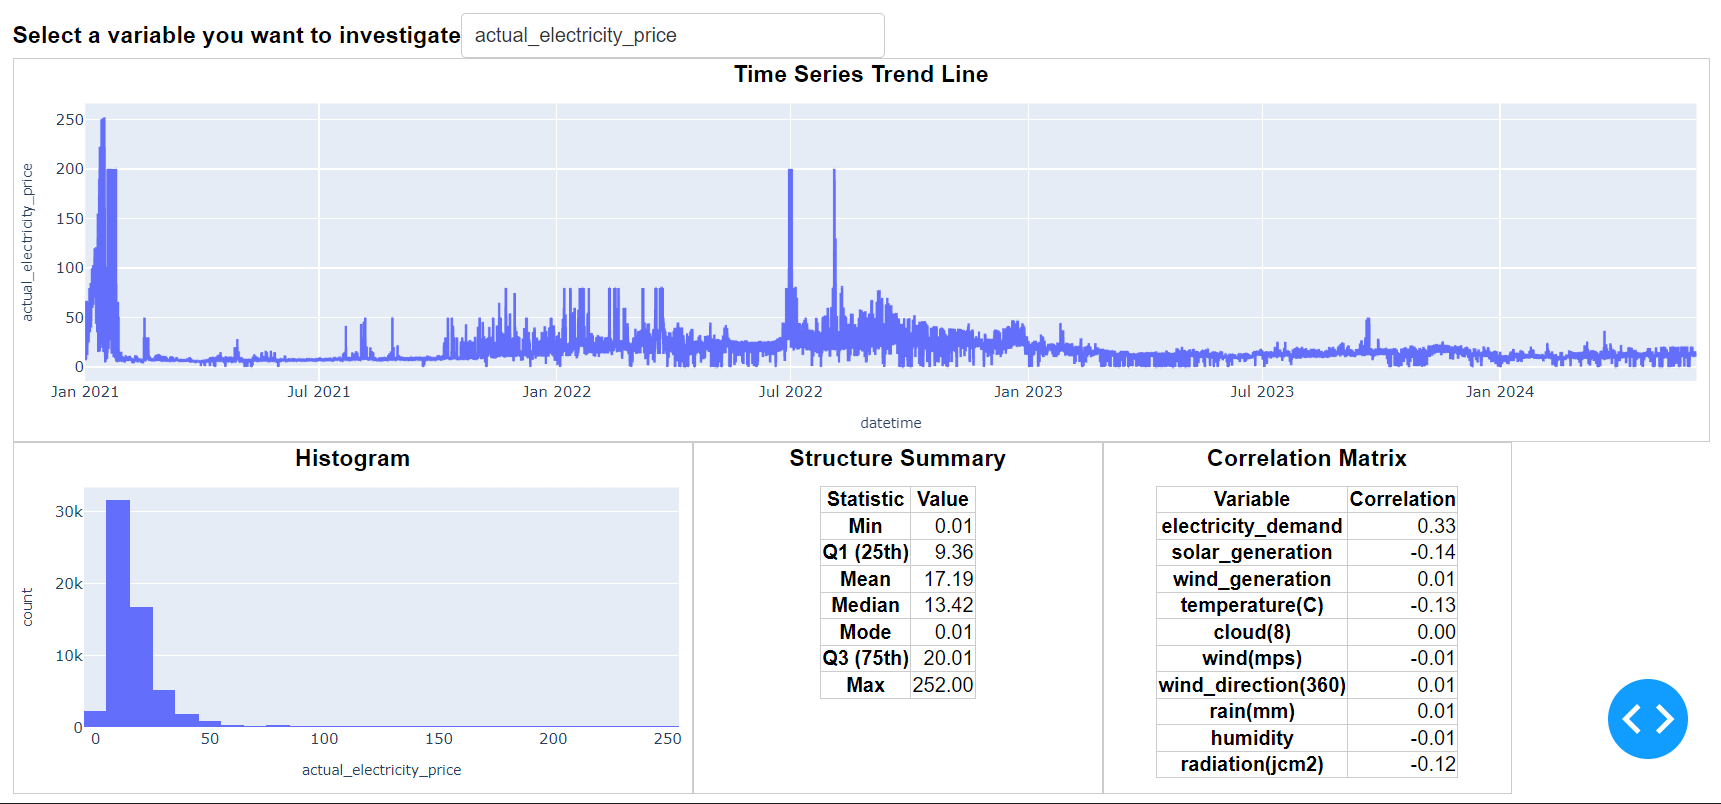 Select a variable you want to investigate actual_electricity_price
Time Series Trend Line
250
200
150
100
50
0
actual_electricity_price
Jan 2021 Jul 2021 Jan 2022 Jul 2022 Jan 2023 Jul 2023 Jan 2024
datetime
Histogram
30k
20k
10k
0
count
0 50 100 150 200 250
actual_electricity_price
Structure Summary
Statistic Value
Min 0.01
Q1 (25th) 9.36
Mean 17.19
Median 13.42
Mode 0.01
Q3 (75th) 20.01
Max 252.00
Correlation Matrix
Variable Correlation
electricity_demand 0.33
solar_generation -0.14
wind_generation 0.01
temperature(C) -0.13
cloud(8) 0.00
wind(mps) -0.01
wind_direction(360) 0.01
rain(mm) 0.01
humidity -0.01
radiation(jcm2) -0.12